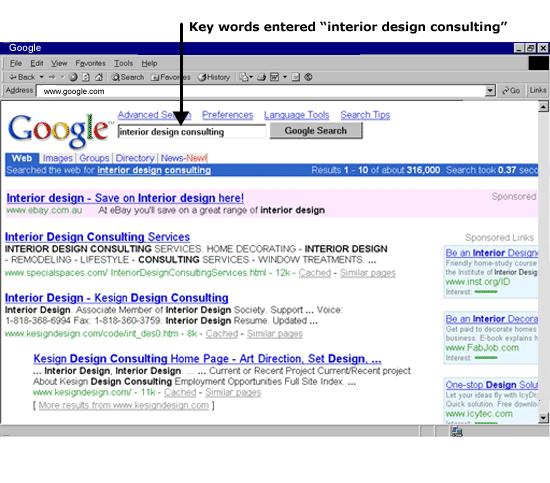 Key words entered “interior design consulting”
Google
File Edit View Favorites Tools Help
Back Search Favorites History
Address www.google.com Go Links
Advanced Search Preferences Language Tools Search Tips
Google
interior design consulting Google Search
Web Images Groups Directory News-New!
Searched the web for interior design consulting Results 1 - 10 of about 316,000 Search took 0.37 sec
Interior design - Save on Interior design here! Sponsored
www.ebay.com.au At eBay you'll save on a great range of interior design
Interior Design Consulting Services
INTERIOR DESIGN CONSULTING SERVICES. HOME DECORATING - INTERIOR DESIGN
- REMODELING - LIFESTYLE - CONSULTING SERVICES - WINDOW TREATMENTS. ...
www.specialspaces.com/ InteriorDesignConsultingServices.html - 12k - Cached - Similar pages
Interior Design - Kesign Design Consulting
Interior Design. Associate Member of Interior Design Society. Support ... Voice:
1-818-368-6994 Fax: 1-818-360-3759. Interior Design Resume. Updated ...
www.kesigndesign.com/code/int_des0.htm - 8k - Cached - Similar pages
Kesign Design Consulting Home Page - Art Direction, Set Design, ...
... Interior Design, Interior Design. ... ... Current or Recent Project Current/Recent project
About Kesign Design Consulting Employment Opportunities Full Site Index. ...
www.kesigndesign.com/ - 11k - Cached - Similar pages
[ More results from www.kesigndesign.com ]
Sponsored Links
Be an Interior Designe
Friendly home-study course
the Institute of Interior Desig
www.inst.org/ID
Interest:
Be an Interior Decora
Get paid to decorate homes
business. E-book explains h
www.FabJob.com
Interest:
One-stop Design Solu
Let your ideas fly with IcyDr
Quick solution. Free downlo
www.icytec.com